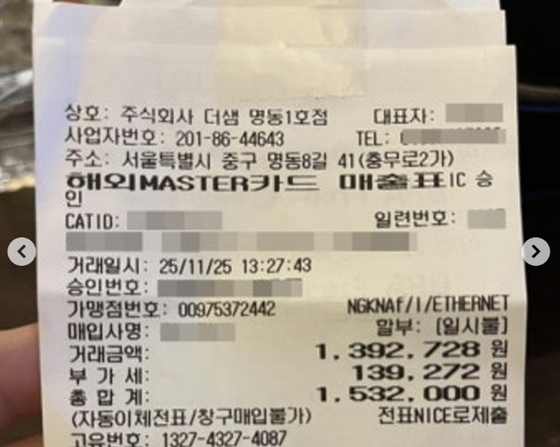 상호: 주식회사 더샘 명동1호점 대표자:
사업자번호: 201-86-44643 TEL:
주소: 서울특별시 중구 명동8길 41(충무로2가)
해외MASTER카드 매출표IC 승
인
CATID: 일련번호:
거래일시: 25/11/25 13:27:43
승인번호:
가맹점번호: 00975372442 NGKNAf/I/ETHERNET
매입사명: 할부: [일시불]
거래금액: 1,392,728 원
부 가 세: 139,272 원
총 합 계: 1,532,000 원
(자동이체전표/창구매입불가) 전표NICE로제출
고유번호: 1327-4327-4087